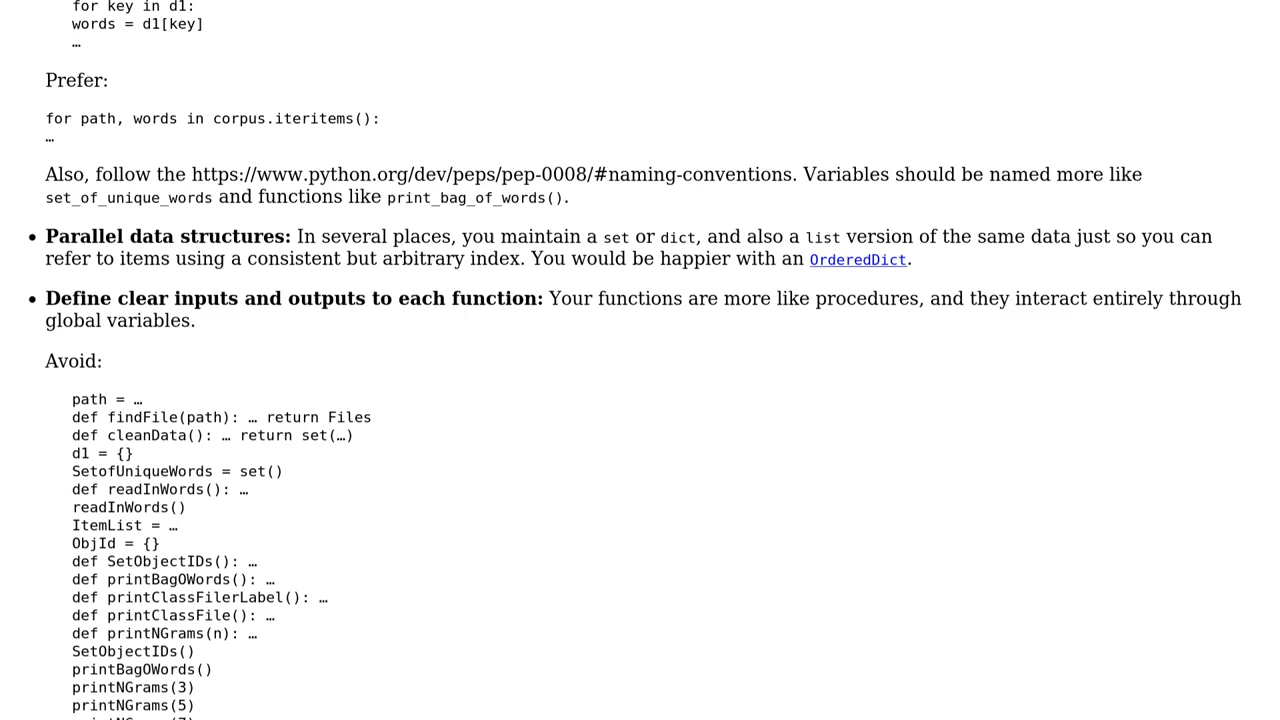 for key in d1:
words = d1[key]
…
Prefer:
for path, words in corpus.iteritems():
…
Also, follow the https://www.python.org/dev/peps/pep-0008/#naming-conventions. Variables should be named more like
set_of_unique_words and functions like print_bag_of_words().
• Parallel data structures: In several places, you maintain a set or dict, and also a list version of the same data just so you can
refer to items using a consistent but arbitrary index. You would be happier with an OrderedDict.
• Define clear inputs and outputs to each function: Your functions are more like procedures, and they interact entirely through
global variables.
Avoid:
path = …
def findFile(path): … return Files
def cleanData(): … return set(…)
d1 = {}
SetofUniqueWords = set()
def readInWords(): …
readInWords()
ItemList = …
ObjId = {}
def SetObjectIDs(): …
def printBagOWords(): …
def printClassFilerLabel(): …
def printClassFile(): …
def printNGrams(n): …
SetObjectIDs()
printBagOWords()
printNGrams(3)
printNGrams(5)